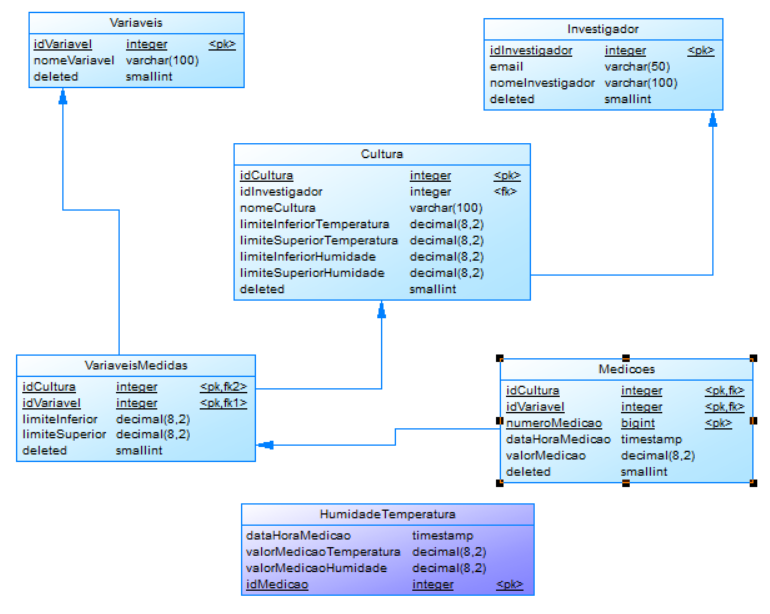 Variaveis
idVariavel integer <pk>
nomeVariavel varchar(100)
deleted smallint
Investigador
idInvestigador integer <pk>
email varchar(50)
nomeInvestigador varchar(100)
deleted smallint
Cultura
idCultura integer <pk>
idInvestigador integer <fk>
nomeCultura varchar(100)
limiteInferiorTemperatura decimal(8,2)
limiteSuperiorTemperatura decimal(8,2)
limiteInferiorHumidade decimal(8,2)
limiteSuperiorHumidade decimal(8,2)
deleted smallint
VariaveisMedidas
idCultura integer <pk,fk2>
idVariavel integer <pk,fk1>
limiteInferior decimal(8,2)
limiteSuperior decimal(8,2)
deleted smallint
Medicoes
idCultura integer <pk,fk>
idVariavel integer <pk,fk>
numeroMedicao bigint <pk>
dataHoraMedicao timestamp
valorMedicao decimal(8,2)
deleted smallint
HumidadeTemperatura
dataHoraMedicao timestamp
valorMedicaoTemperatura decimal(8,2)
valorMedicaoHumidade decimal(8,2)
idMedicao integer <pk>